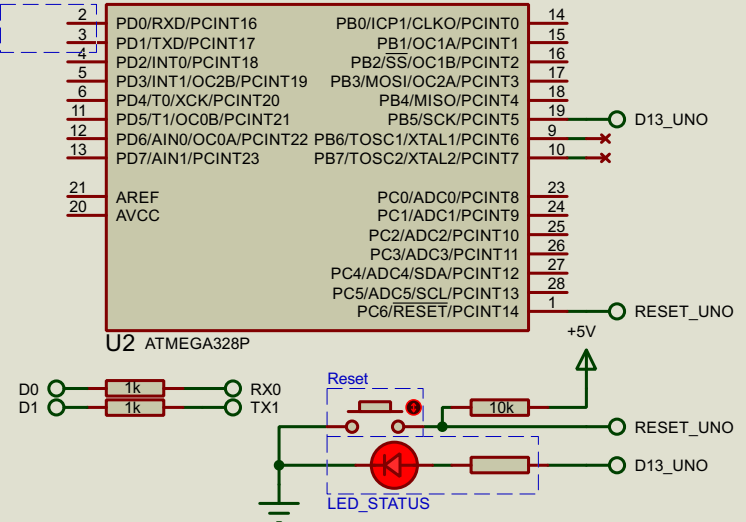 2 PD0/RXD/PCINT16 PB0/ICP1/CLKO/PCINT0 14
3 PD1/TXD/PCINT17 PB1/OC1A/PCINT1 15
4 PD2/INT0/PCINT18 PB2/SS/OC1B/PCINT2 16
5 PD3/INT1/OC2B/PCINT19 PB3/MOSI/OC2A/PCINT3 17
6 PD4/T0/XCK/PCINT20 PB4/MISO/PCINT4 18
11 PD5/T1/OC0B/PCINT21 PB5/SCK/PCINT5 19 D13_UNO
12 PD6/AIN0/OC0A/PCINT22 PB6/TOSC1/XTAL1/PCINT6 9
13 PD7/AIN1/PCINT23 PB7/TOSC2/XTAL2/PCINT7 10
21 AREF PC0/ADC0/PCINT8 23
20 AVCC PC1/ADC1/PCINT9 24
PC2/ADC2/PCINT10 25
PC3/ADC3/PCINT11 26
PC4/ADC4/SDA/PCINT12 27
PC5/ADC5/SCL/PCINT13 28
PC6/RESET/PCINT14 1 RESET_UNO
U2 ATMEGA328P
+5V
Reset
D0 1k RX0
D1 1k TX1
10k
RESET_UNO
D13_UNO
LED_STATUS